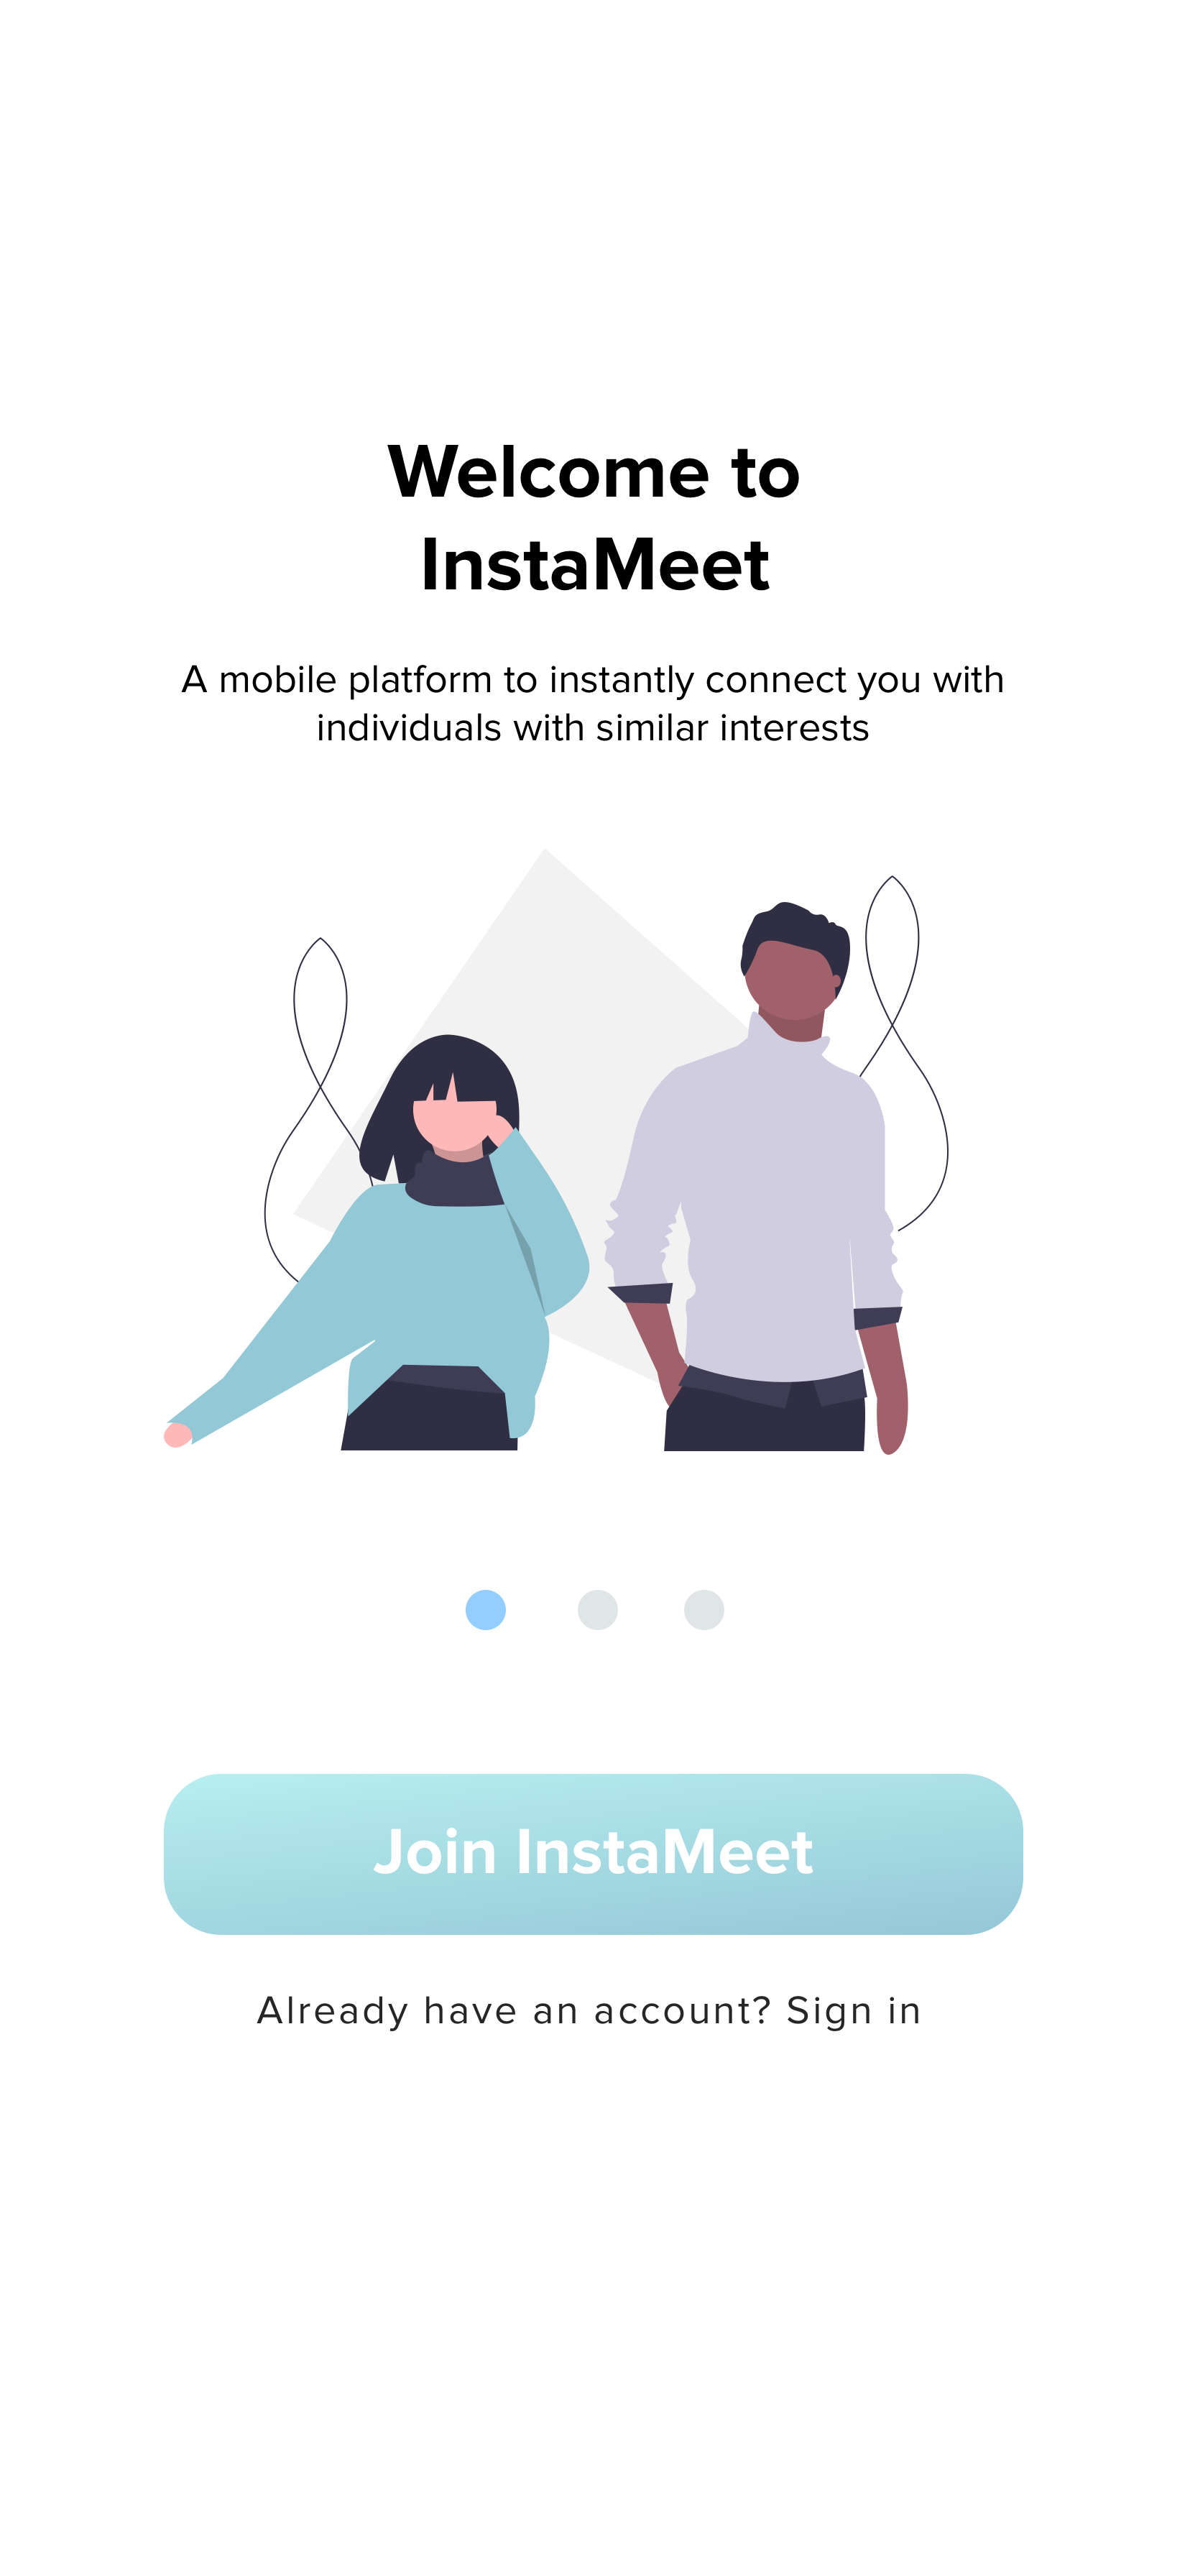 Welcome to
InstaMeet
A mobile platform to instantly connect you with
individuals with similar interests
Join InstaMeet
Already have an account? Sign in